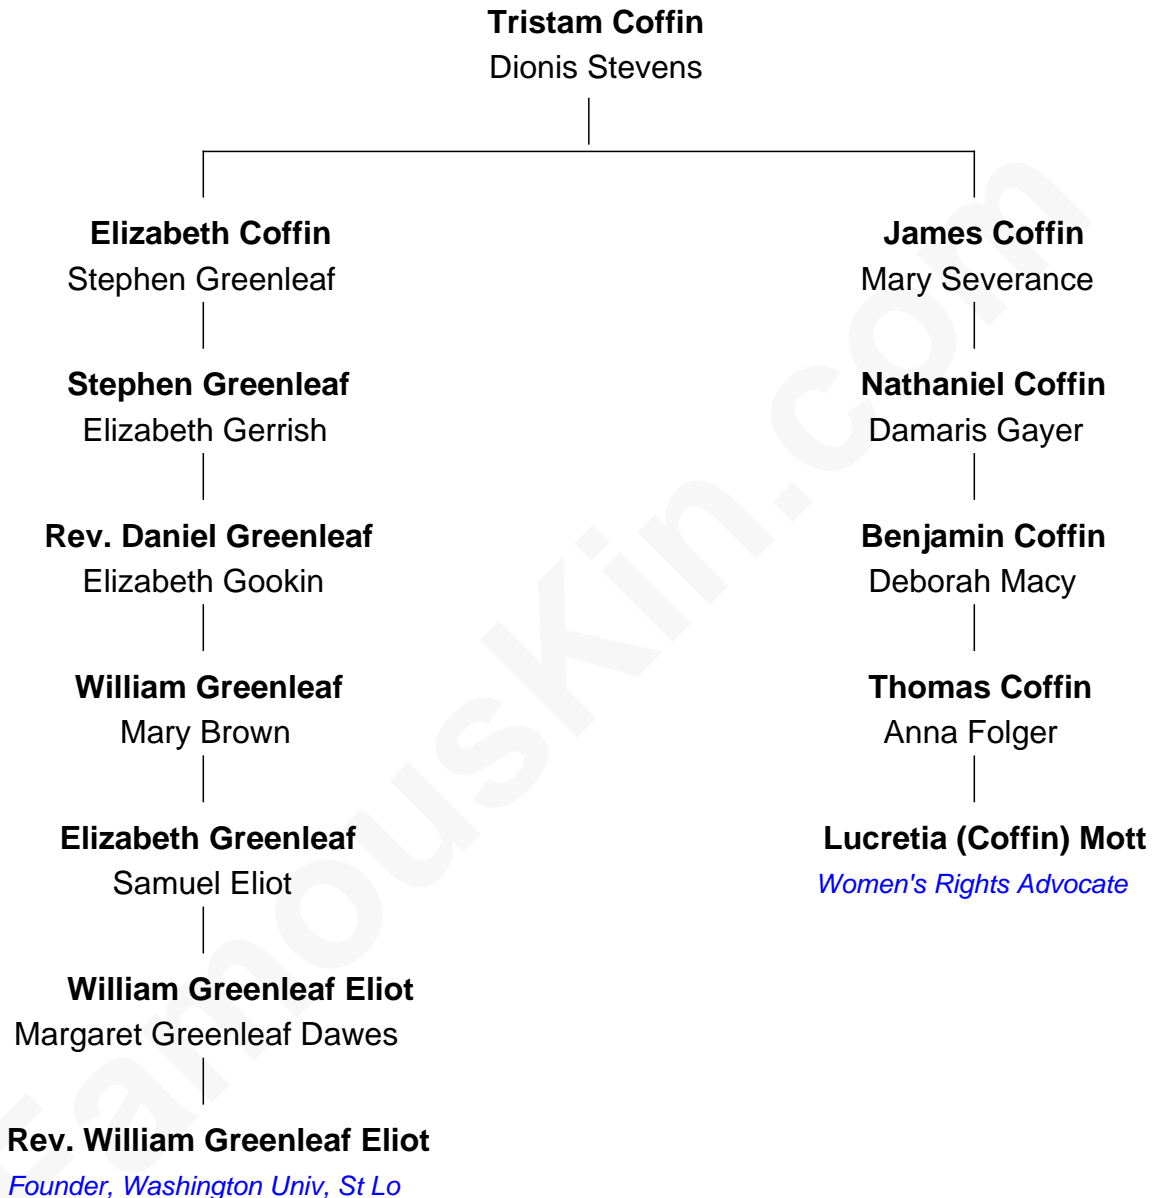 Tristam Coffin
Dionis Stevens
Elizabeth Coffin
Stephen Greenleaf
James Coffin
Mary Severance
Stephen Greenleaf
Elizabeth Gerrish
Nathaniel Coffin
Damaris Gayer
Rev. Daniel Greenleaf
Elizabeth Gookin
Benjamin Coffin
Deborah Macy
William Greenleaf
Mary Brown
Thomas Coffin
Anna Folger
Elizabeth Greenleaf
Samuel Eliot
Lucretia (Coffin) Mott
Women's Rights Advocate
William Greenleaf Eliot
Margaret Greenleaf Dawes
Rev. William Greenleaf Eliot
Founder, Washington Univ, St Lo
FamousKin.com